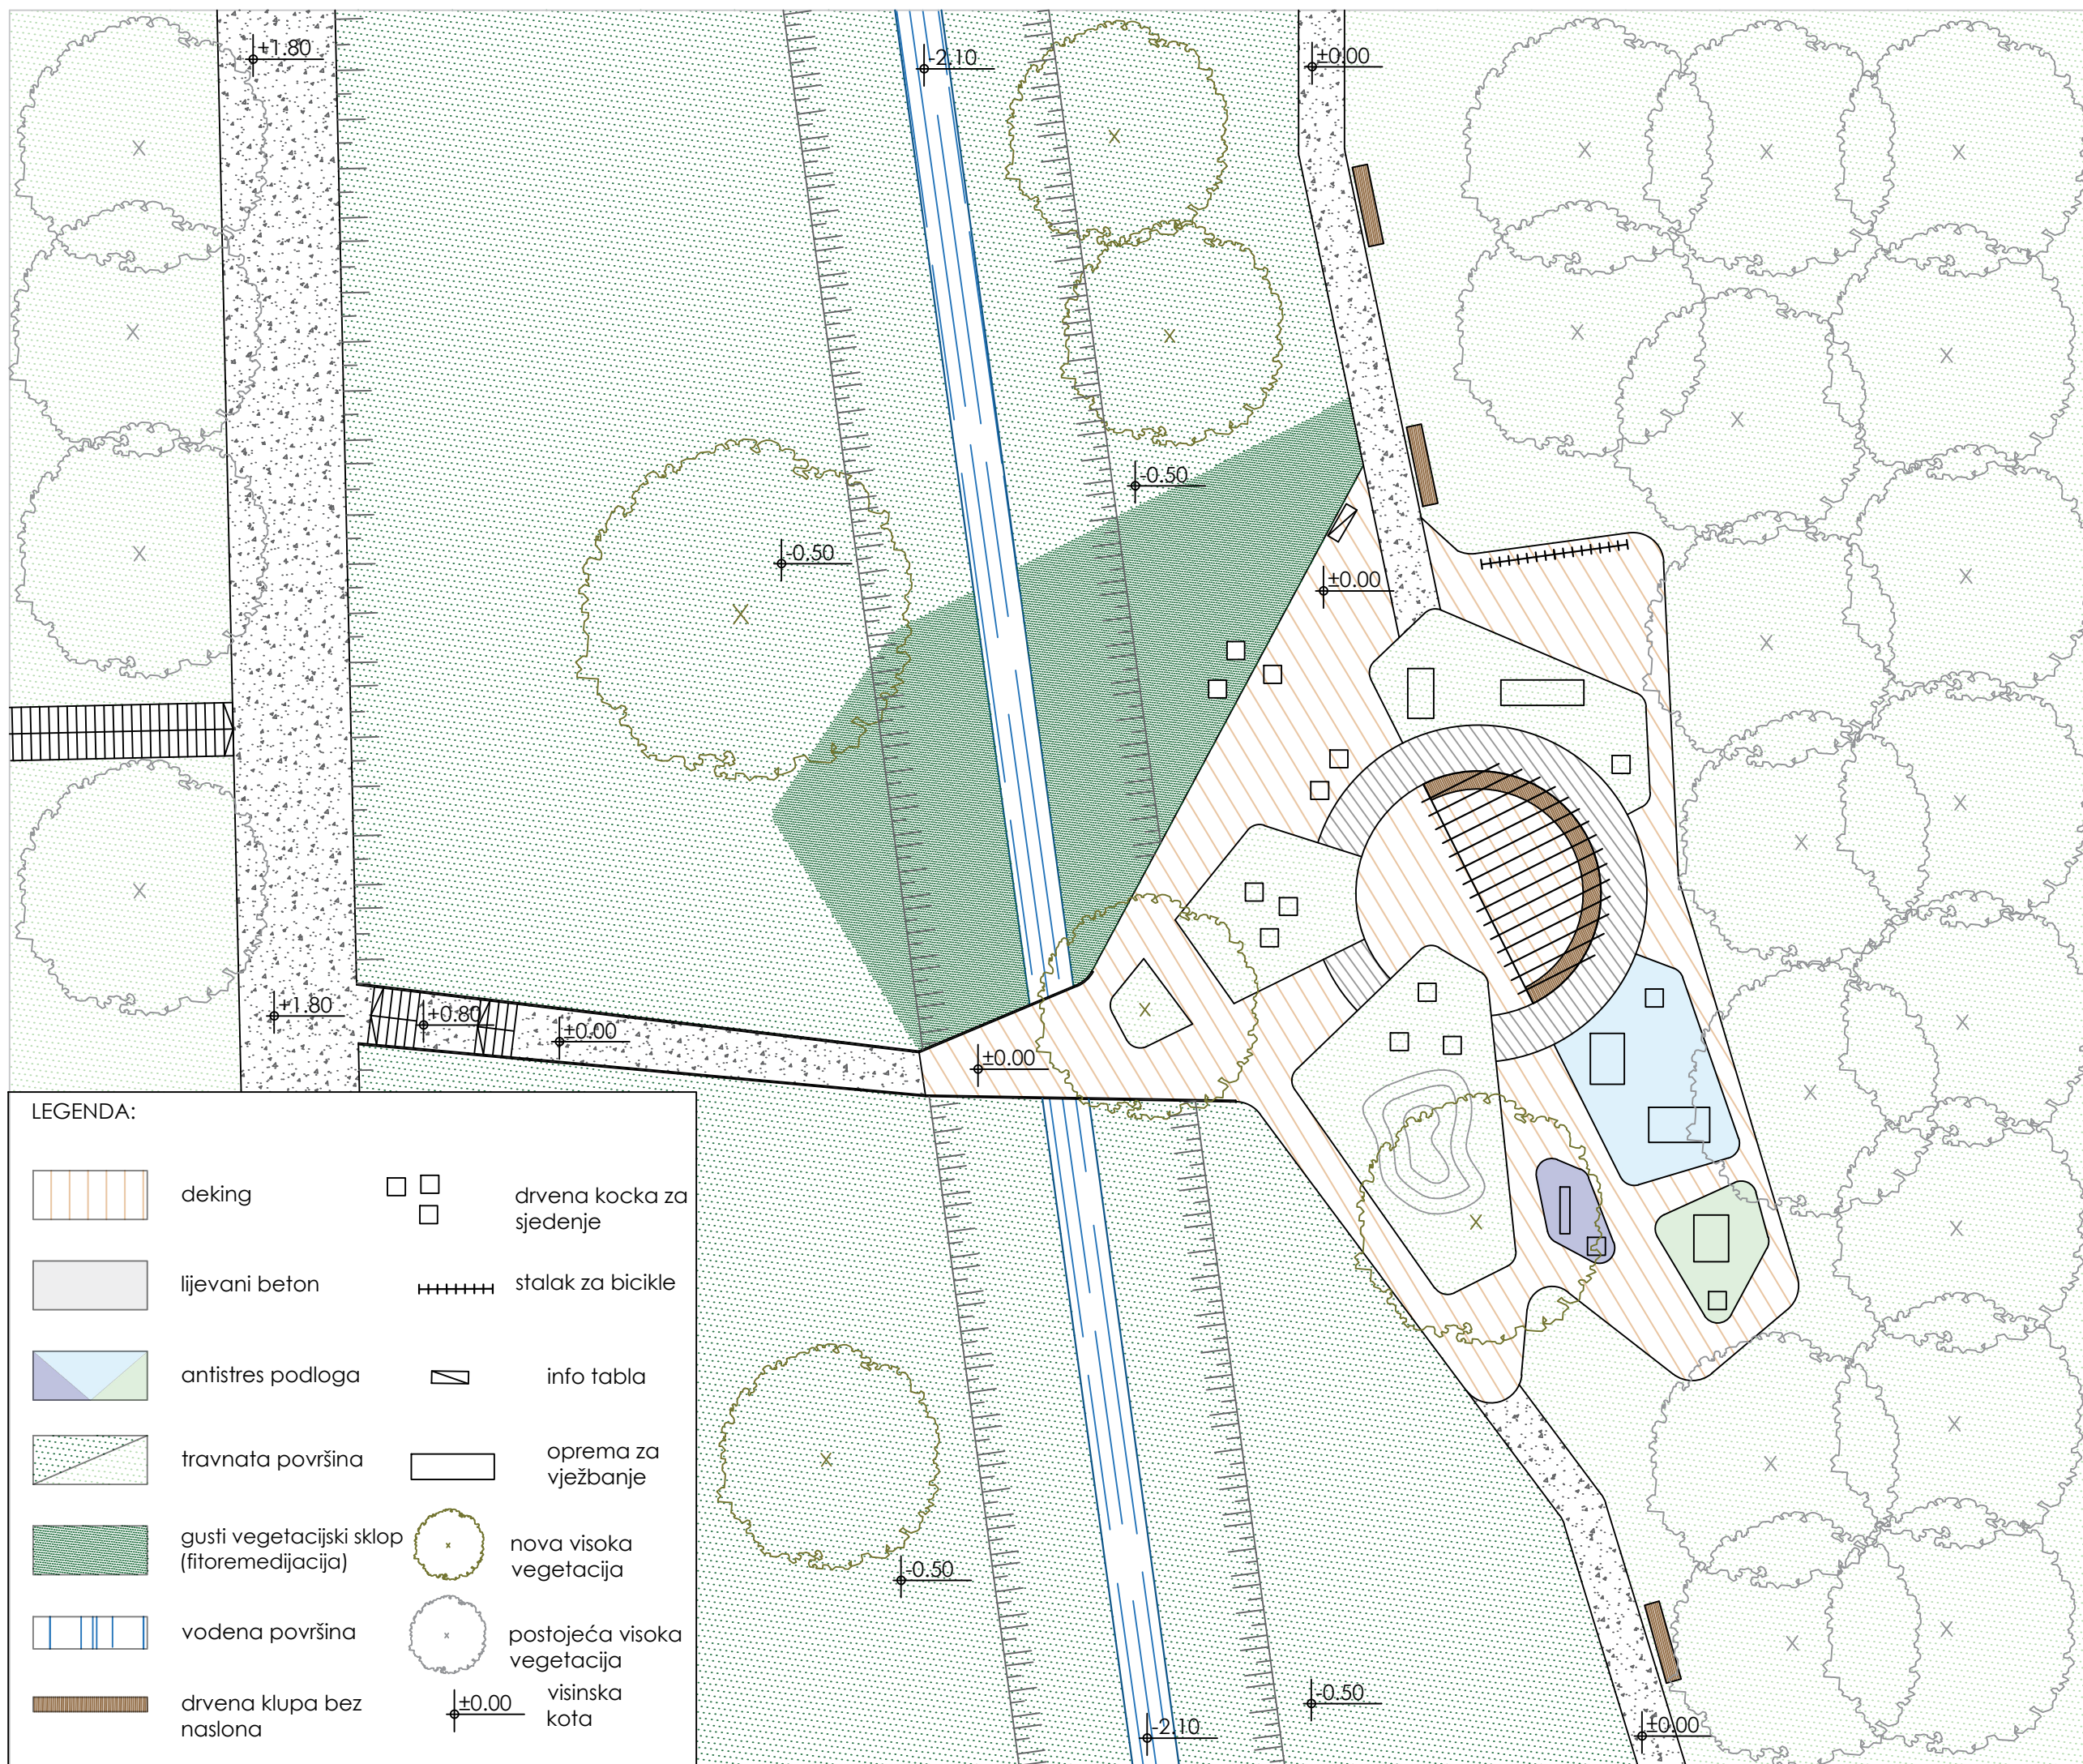 +1.80
-2.10
±0.00
-0.50
-0.50
±0.00
+1.80
+0.80
±0.00
±0.00
LEGENDA:
deking
drvena kocka za
sjedenje
lijevani beton
stalak za bicikle
antistres podloga
info tabla
travnata površina
oprema za
vježbanje
gusti vegetacijski sklop
(fitoremedijacija)
nova visoka
vegetacija
vodena površina
postojeća visoka
vegetacija
drvena klupa bez
naslona
±0.00
visinska
kota
-0.50
-0.50
-2.10
±0.00